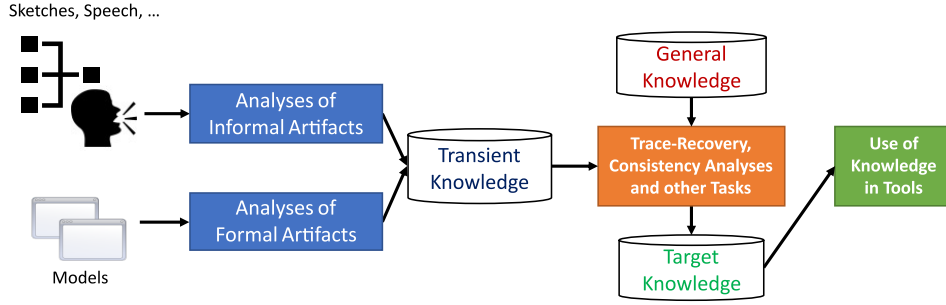 Sketches, Speech, ...
Analyses of
Informal Artifacts
Models
Analyses of
Formal Artifacts
Transient
Knowledge
General
Knowledge
Trace-Recovery,
Consistency Analyses
and other Tasks
Target
Knowledge
Use of
Knowledge
in Tools